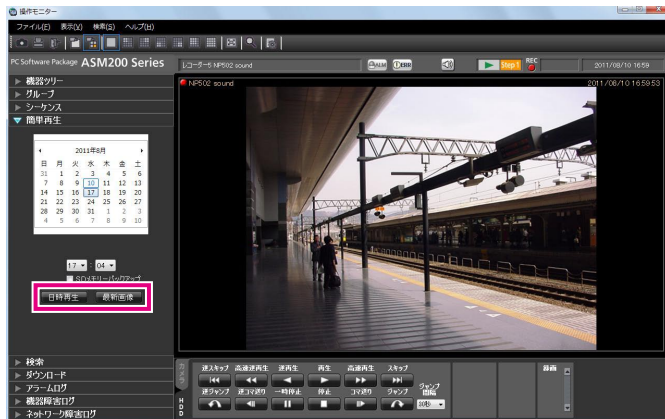 操作モニター
ファイル(F) 表示(V) 検索(S) ヘルプ(H)
PC Software Package ASM200 Series
レコーダー5 NP502 sound
ALM
ERR
Step1
REC
2011/08/10 16:59
機器ツリー
グループ
シーケンス
簡単再生
2011年8月
日 月 火 水 木 金 土
31 1 2 3 4 5 6
7 8 9 10 11 12 13
14 15 16 17 18 19 20
21 22 23 24 25 26 27
28 29 30 31 1 2 3
4 5 6 7 8 9 10
17 : 04
SDメモリーバックアップ
日時再生 最新画像
NP502 sound
2011/08/10 16:59:53
検索
ダウンロード
アラームログ
機器障害ログ
ネットワーク障害ログ
カメラ
HDD
逆スキップ 高速逆再生 逆再生 再生 高速再生 スキップ
逆ジャンプ 逆コマ送り 一時停止 停止 コマ送り ジャンプ
ジャンプ
間隔
30秒
録画